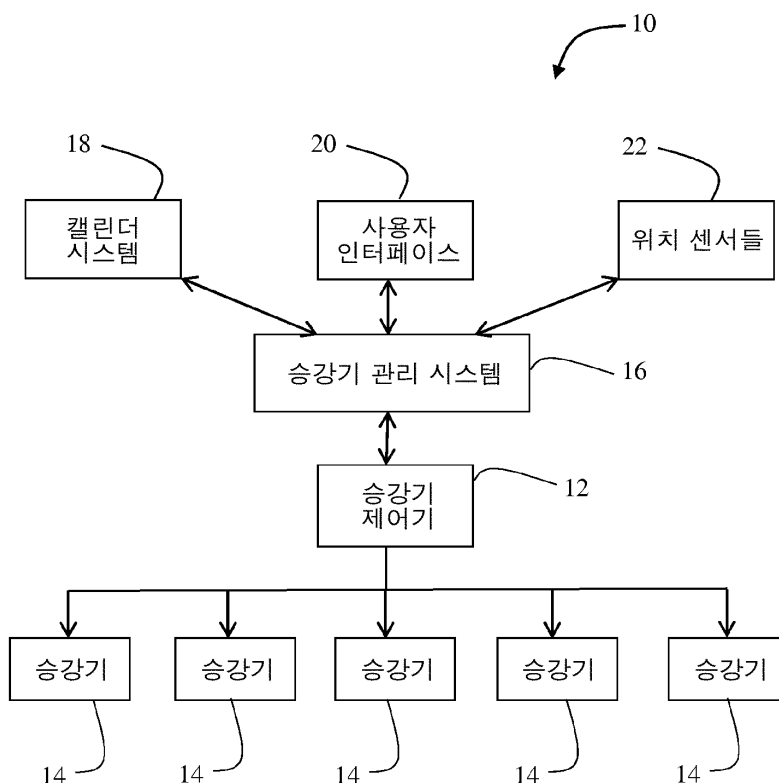 10
18
20
22
캘린더
시스템
사용자
인터페이스
위치 센서들
승강기 관리 시스템
16
승강기
제어기
12
승강기
승강기
승강기
승강기
승강기
14
14
14
14
14